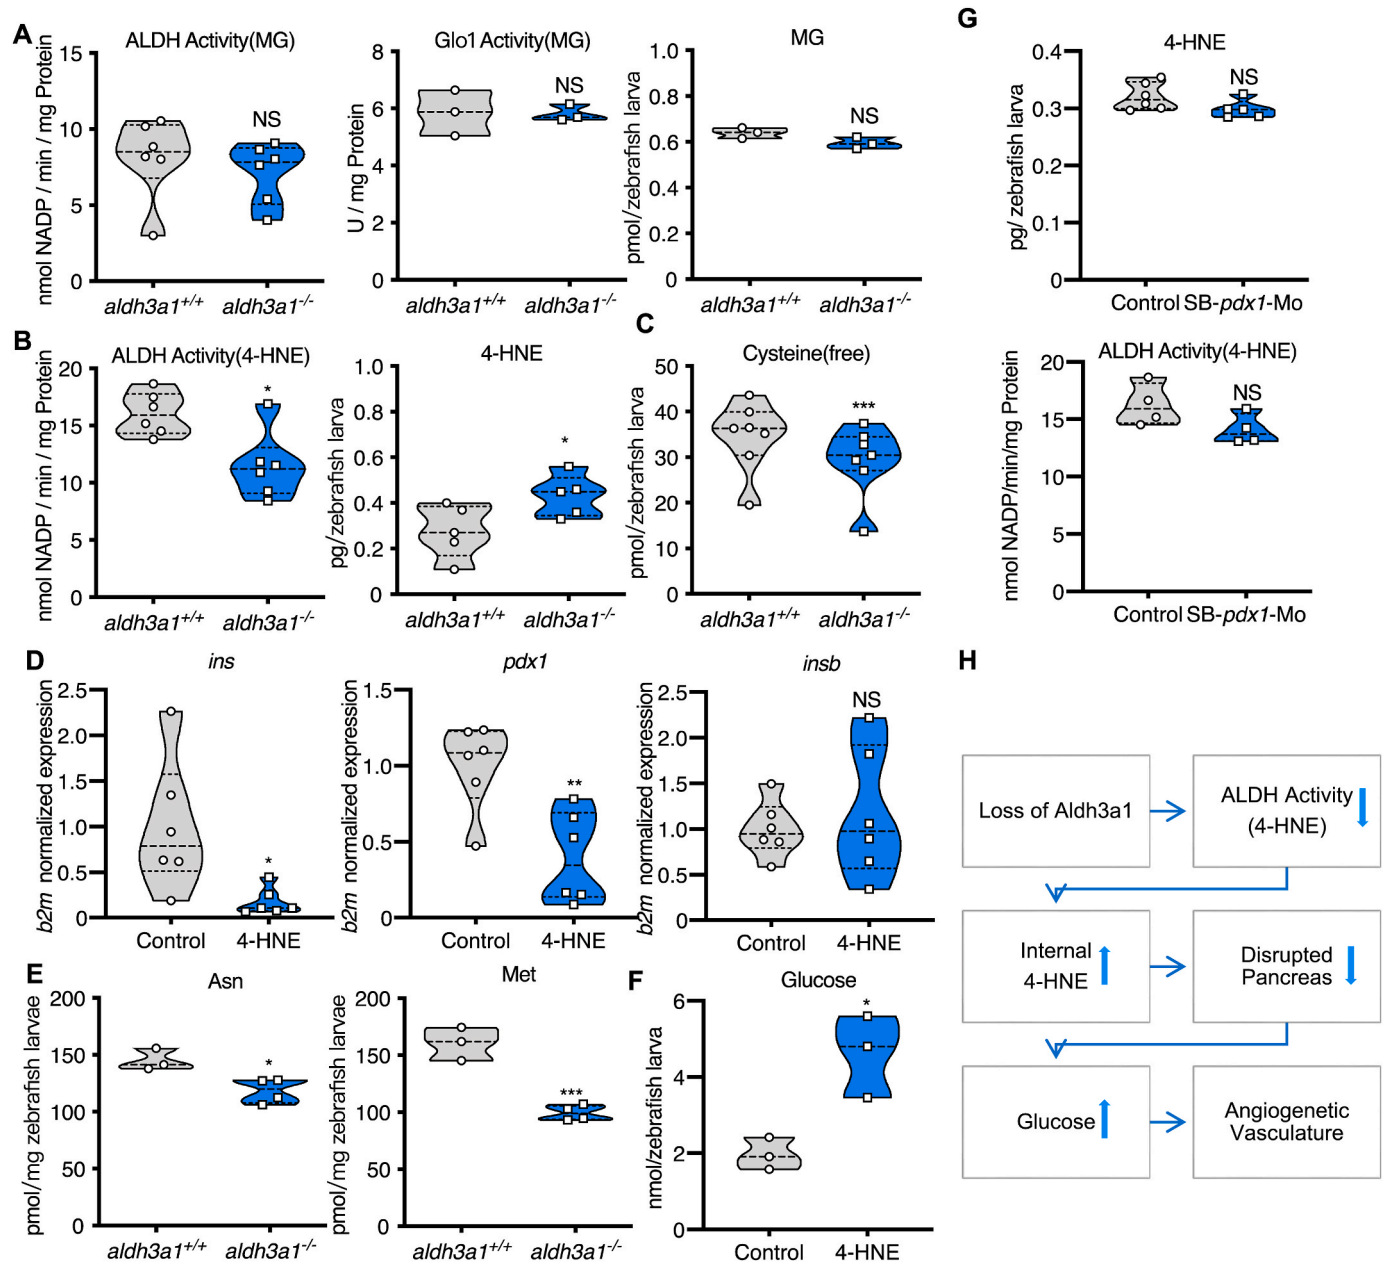 A
ALDH Activity(MG)
nmol NADP / min / mg Protein
15
10
5
0
NS
aldh3a1+/+
aldh3a1-/-
Glo1 Activity(MG)
U / mg Protein
8
6
4
2
0
NS
aldh3a1+/+
aldh3a1-/-
MG
pmol/zebrafish larva
1.0
0.8
0.6
0.4
0.2
0
NS
aldh3a1+/+
aldh3a1-/-
B
ALDH Activity(4-HNE)
nmol NADP / min / mg Protein
20
15
10
5
0
*
aldh3a1+/+
aldh3a1-/-
4-HNE
pg/zebrafish larva
1.0
0.8
0.6
0.4
0.2
0
*
aldh3a1+/+
aldh3a1-/-
C
Cysteine(free)
pmol/zebrafish larva
50
40
30
20
10
0
***
aldh3a1+/+
aldh3a1-/-
D
ins
b2m normalized expression
2.5
2.0
1.5
1.0
0.5
0
*
Control
4-HNE
pdx1
b2m normalized expression
1.5
1.0
0.5
0
**
Control
4-HNE
insb
b2m normalized expression
2.5
2.0
1.5
1.0
0.5
0
NS
Control
4-HNE
E
Asn
pmol/mg zebrafish larvae
200
150
100
50
0
*
aldh3a1+/+
aldh3a1-/-
Met
pmol/mg zebrafish larvae
200
150
100
50
0
***
aldh3a1+/+
aldh3a1-/-
F
Glucose
nmol/zebrafish larva
6
4
2
0
*
Control
4-HNE
G
4-HNE
pg/ zebrafish larva
0.4
0.3
0.2
0.1
0
NS
Control SB-pdx1-Mo
ALDH Activity(4-HNE)
nmol NADP/min/mg Protein
20
15
10
5
0
NS
Control SB-pdx1-Mo
H
Loss of Aldh3a1
ALDH Activity
(4-HNE)
Internal
4-HNE
Disrupted
Pancreas
Glucose
Angiogenetic
Vasculature